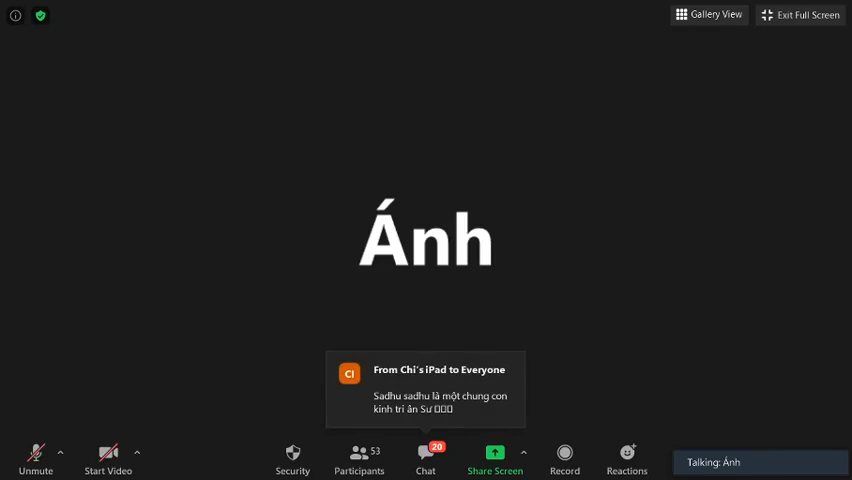 Gallery View
Exit Full Screen
Ánh
CI
From Chi's iPad to Everyone
Sadhu sadhu là một chung con
kinh tri ân Sư
53
20
Unmute
Start Video
Security
Participants
Chat
Share Screen
Record
Reactions
Talking: Ánh